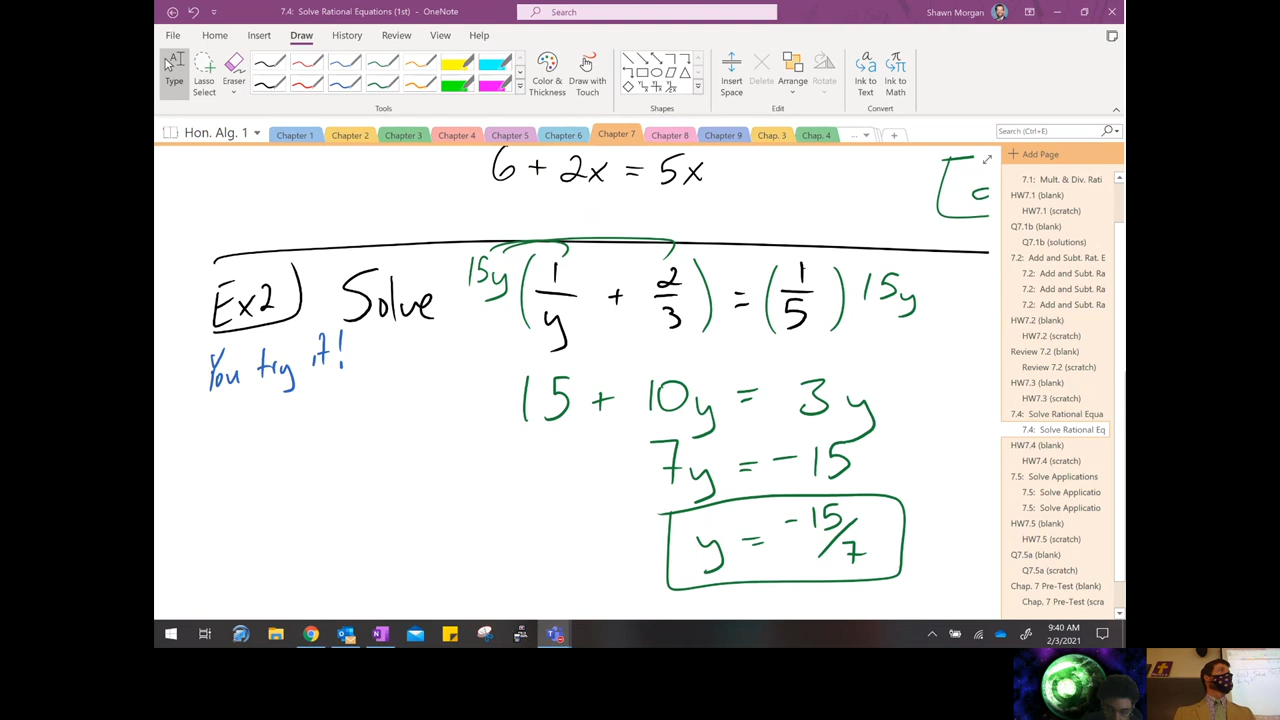 7.4: Solve Rational Equations (1st) - OneNote
Search
Shawn Morgan
File Home Insert Draw History Review View Help
Type
Lasso Select
Eraser
Color & Thickness
Draw with Touch
Insert Space
Delete
Arrange
Rotate
Ink to Text
Ink to Math
Tools
Shapes
Edit
Convert
Hon. Alg. 1
Chapter 1 Chapter 2 Chapter 3 Chapter 4 Chapter 5 Chapter 6 Chapter 7 Chapter 8 Chapter 9 Chap. 3 Chap. 4 ... +
Search (Ctrl+E)
Add Page
7.1: Mult. & Div. Rati
HW7.1 (blank)
HW7.1 (scratch)
Q7.1b (blank)
Q7.1b (solutions)
7.2: Add and Subt. Rat. E
7.2: Add and Subt. Ra
7.2: Add and Subt. Ra
7.2: Add and Subt. Ra
HW7.2 (blank)
HW7.2 (scratch)
Review 7.2 (blank)
Review 7.2 (scratch)
HW7.3 (blank)
HW7.3 (scratch)
7.4: Solve Rational Equa
7.4: Solve Rational Eq
HW7.4 (blank)
HW7.4 (scratch)
7.5: Solve Applications
7.5: Solve Applicatio
7.5: Solve Applicatio
HW7.5 (blank)
HW7.5 (scratch)
Q7.5a (blank)
Q7.5a (scratch)
Chap. 7 Pre-Test (blank)
Chap. 7 Pre-Test (scra
6 + 2x = 5x
Ex2) Solve 15y (1/y + 2/3) = (1/5) 15y
You try it!
15 + 10y = 3y
7y = -15
y = -15/7
9:40 AM
2/3/2021